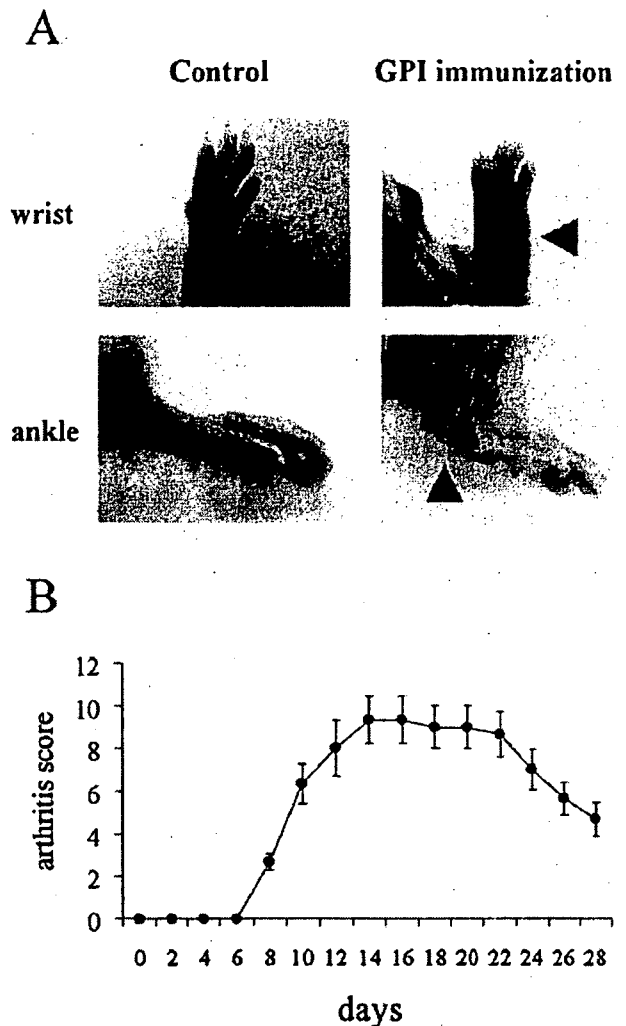 A
Control GPI immunization
wrist
ankle
B
12
10
8
6
4
2
0
arthritis score
0 2 4 6 8 10 12 14 16 18 20 22 24 26 28
days